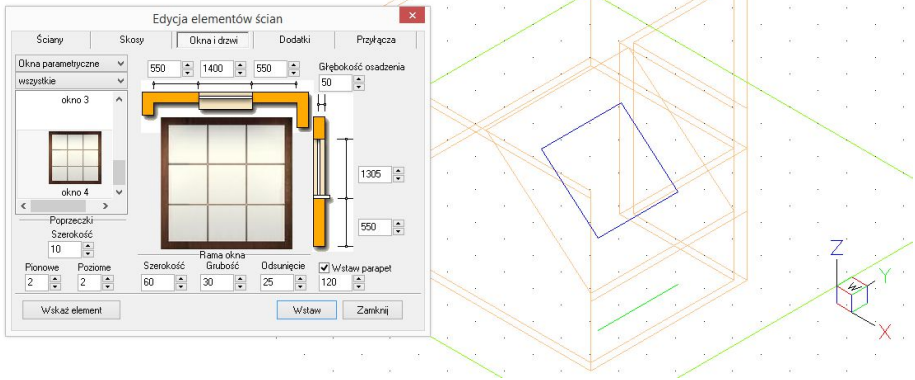 Edycja elementów ścian
Ściany Skosy Okna i drzwi Dodatki Przyłącza
Okna parametryczne
wszystkie
okno 3
okno 4
550 1400 550
Głębokość osadzenia
50
1305
550
Poprzeczki
Szerokość
10
Pionowe Poziome
2 2
Rama okna
Szerokość Grubość Odsunięcie
60 30 25
Wstaw parapet
120
Wskaż element Wstaw Zamknij
Z
Y
W
X